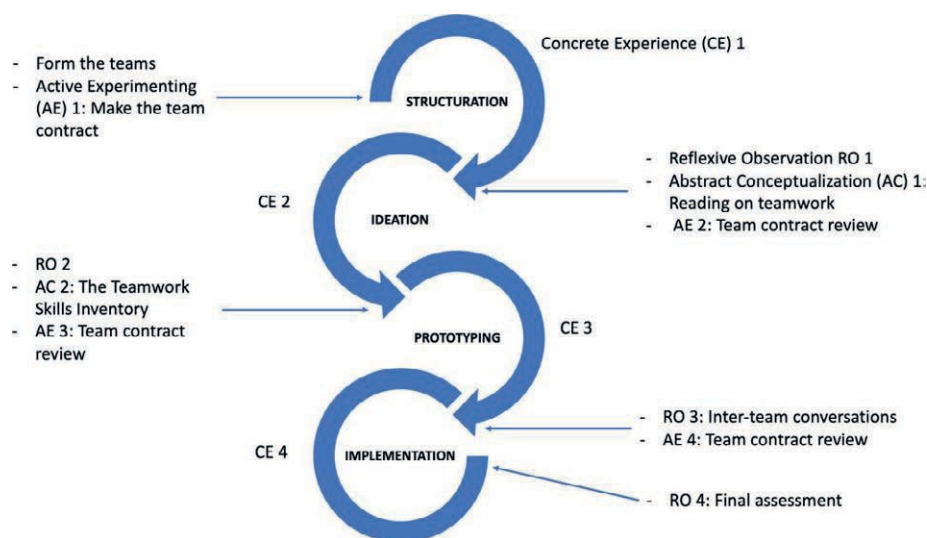 Concrete Experience (CE) 1
- Form the teams
- Active Experimenting
(AE) 1: Make the team
contract
STRUCTURATION
- Reflexive Observation RO 1
- Abstract Conceptualization (AC) 1:
Reading on teamwork
- AE 2: Team contract review
CE 2
IDEATION
- RO 2
- AC 2: The Teamwork
Skills Inventory
- AE 3: Team contract
review
CE 3
PROTOTYPING
- RO 3: Inter-team conversations
- AE 4: Team contract review
CE 4
IMPLEMENTATION
- RO 4: Final assessment